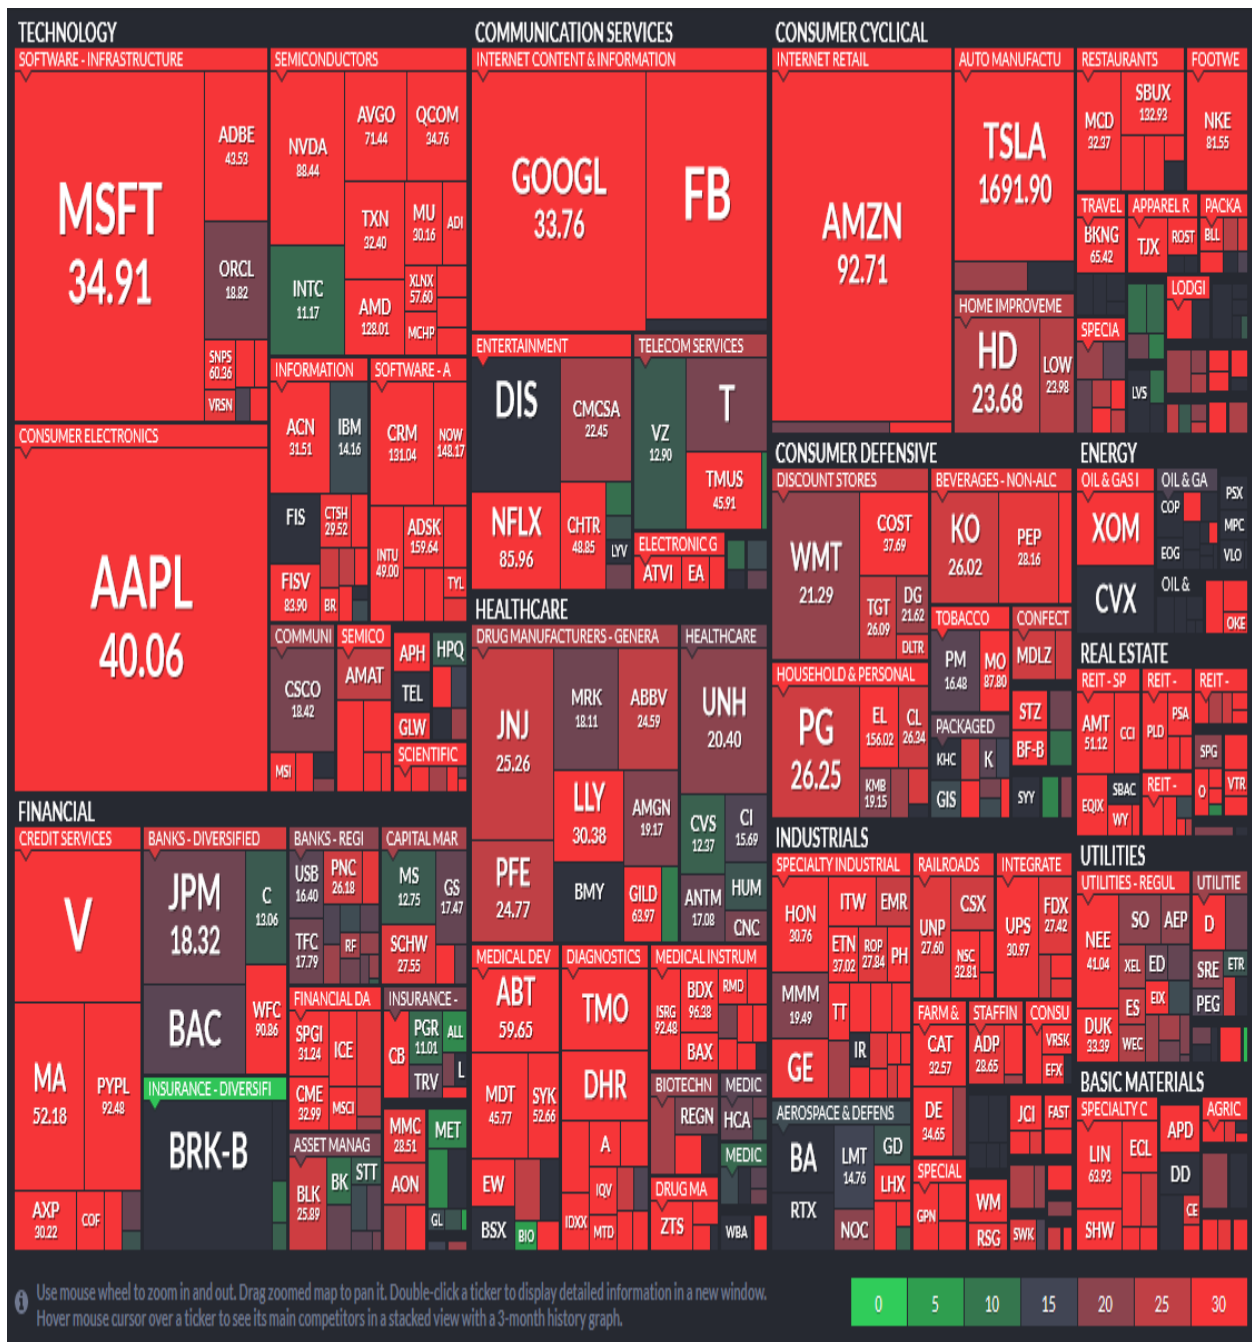 TECHNOLOGY
SOFTWARE - INFRASTRUCTURE
MSFT
34.91
ADBE
43.53
ORCL
18.82
SNPS
60.36
VRSN
SEMICONDUCTORS
NVDA
88.44
AVGO
71.44
QCOM
34.76
TXN
32.40
MU
30.16
ADI
INTC
11.17
AMD
128.01
XLNX
57.60
MCHP
CONSUMER ELECTRONICS
AAPL
40.06
INFORMATION
ACN
31.51
IBM
14.16
FIS
CTSH
29.52
FISV
83.90
BR
SOFTWARE - A
CRM
131.04
NOW
148.17
INTU
49.00
ADSK
159.64
TYL
COMMUNI
CSCO
18.42
MSI
SEMICO
AMAT
APH
HPQ
TEL
GLW
SCIENTIFIC
COMMUNICATION SERVICES
INTERNET CONTENT & INFORMATION
GOOGL
33.76
FB
ENTERTAINMENT
DIS
CMCSA
22.45
NFLX
85.96
CHTR
48.85
LYV
TELECOM SERVICES
VZ
12.90
T
TMUS
45.91
ELECTRONIC G
ATVI
EA
CONSUMER CYCLICAL
INTERNET RETAIL
AMZN
92.71
AUTO MANUFACTU
TSLA
1691.90
HOME IMPROVEME
HD
23.68
LOW
23.98
RESTAURANTS
MCD
32.37
SBUX
132.93
FOOTWE
NKE
81.55
TRAVEL
BKNG
65.42
APPAREL R
TJX
ROST
PACKA
BLL
LODGI
SPECIA
LVS
HEALTHCARE
DRUG MANUFACTURERS - GENERA
JNJ
25.26
MRK
18.11
ABBV
24.59
LLY
30.38
AMGN
19.17
PFE
24.77
BMY
GILD
63.97
HEALTHCARE
UNH
20.40
CVS
12.37
CI
15.69
ANTM
17.08
HUM
CNC
MEDICAL DEV
ABT
59.65
MDT
45.77
SYK
52.66
EW
BSX
BIO
DIAGNOSTICS
TMO
DHR
A
IQV
IDXX
MTD
MEDICAL INSTRUM
ISRG
92.48
BDX
96.38
RMD
BAX
BIOTECHN
REGN
MEDIC
HCA
MEDIC
DRUG MA
ZTS
WBA
CONSUMER DEFENSIVE
DISCOUNT STORES
WMT
21.29
COST
37.69
TGT
26.09
DG
21.62
DLTR
BEVERAGES - NON-ALC
KO
26.02
PEP
28.16
HOUSEHOLD & PERSONAL
PG
26.25
EL
156.02
CL
26.34
KMB
19.15
TOBACCO
PM
16.48
MO
87.80
CONFECT
MDLZ
PACKAGED
KHC
K
GIS
STZ
BF-B
SYY
ENERGY
OIL & GAS I
XOM
CVX
OIL & GA
COP
EOG
PSX
MPC
VLO
OIL &
OKE
REAL ESTATE
REIT - SP
AMT
51.12
CCI
EQIX
SBAC
WY
REIT -
PLD
PSA
REIT -
REIT -
SPG
O
VTR
FINANCIAL
CREDIT SERVICES
V
MA
52.18
PYPL
92.48
AXP
30.22
COF
BANKS - DIVERSIFIED
JPM
18.32
C
13.06
BAC
WFC
90.86
INSURANCE - DIVERSIFI
BRK-B
BANKS - REGI
USB
16.40
PNC
26.18
TFC
17.79
RF
CAPITAL MAR
MS
12.75
GS
17.47
SCHW
27.55
FINANCIAL DA
SPGI
31.24
ICE
CME
32.99
MSCI
INSURANCE -
CB
PGR
11.01
ALL
TRV
L
ASSET MANAG
BLK
25.89
BK
STT
MMC
28.51
MET
AON
GL
INDUSTRIALS
SPECIALTY INDUSTRIAL
HON
30.76
ITW
EMR
ETN
37.02
ROP
27.84
PH
MMM
19.49
TT
GE
IR
RAILROADS
UNP
27.60
CSX
NSC
32.81
INTEGRATE
UPS
30.97
FDX
27.42
FARM &
CAT
32.57
DE
34.65
STAFFIN
ADP
28.65
CONSU
VRSK
EFX
AEROSPACE & DEFENS
BA
RTX
LMT
14.76
GD
LHX
NOC
SPECIAL
GPN
JCI
FAST
WM
RSG
SWK
UTILITIES
UTILITIES - REGUL
NEE
41.04
SO
AEP
XEL
ED
DUK
33.39
ES
EIX
WEC
UTILITIE
D
SRE
ETR
PEG
BASIC MATERIALS
SPECIALTY C
LIN
63.93
ECL
SHW
APD
DD
CE
AGRIC
Use mouse wheel to zoom in and out. Drag zoomed map to pan it. Double-click a ticker to display detailed information in a new window.
Hover mouse cursor over a ticker to see its main competitors in a stacked view with a 3-month history graph.
0 5 10 15 20 25 30